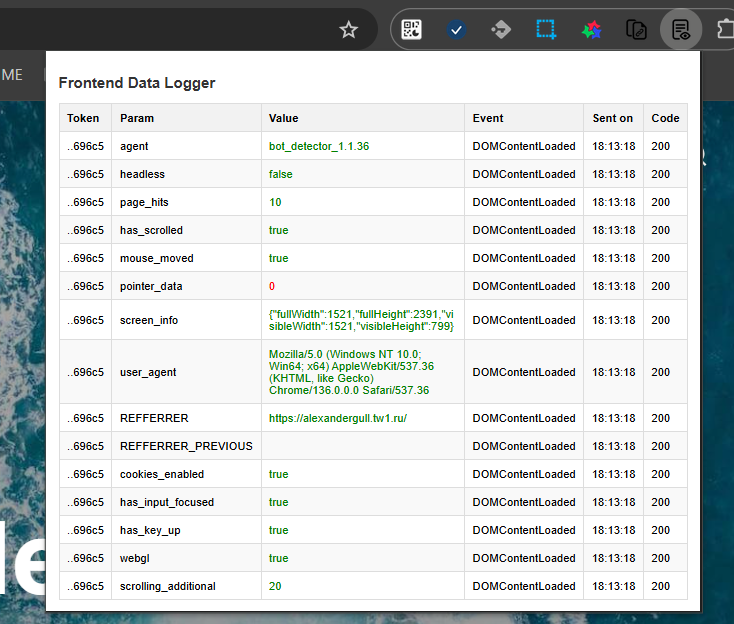 ME
Frontend Data Logger
Token Param Value Event Sent on Code
..696c5 agent bot_detector_1.1.36 DOMContentLoaded 18:13:18 200
..696c5 headless false DOMContentLoaded 18:13:18 200
..696c5 page_hits 10 DOMContentLoaded 18:13:18 200
..696c5 has_scrolled true DOMContentLoaded 18:13:18 200
..696c5 mouse_moved true DOMContentLoaded 18:13:18 200
..696c5 pointer_data 0 DOMContentLoaded 18:13:18 200
..696c5 screen_info {"fullWidth":1521,"fullHeight":2391,"vi
sibleWidth":1521,"visibleHeight":799} DOMContentLoaded 18:13:18 200
..696c5 user_agent Mozilla/5.0 (Windows NT 10.0;
Win64; x64) AppleWebKit/537.36
(KHTML, like Gecko)
Chrome/136.0.0.0 Safari/537.36 DOMContentLoaded 18:13:18 200
..696c5 REFFERRER https://alexandergull.tw1.ru/ DOMContentLoaded 18:13:18 200
..696c5 REFFERRER_PREVIOUS DOMContentLoaded 18:13:18 200
..696c5 cookies_enabled true DOMContentLoaded 18:13:18 200
..696c5 has_input_focused true DOMContentLoaded 18:13:18 200
..696c5 has_key_up true DOMContentLoaded 18:13:18 200
..696c5 webgl true DOMContentLoaded 18:13:18 200
..696c5 scrolling_additional 20 DOMContentLoaded 18:13:18 200
le